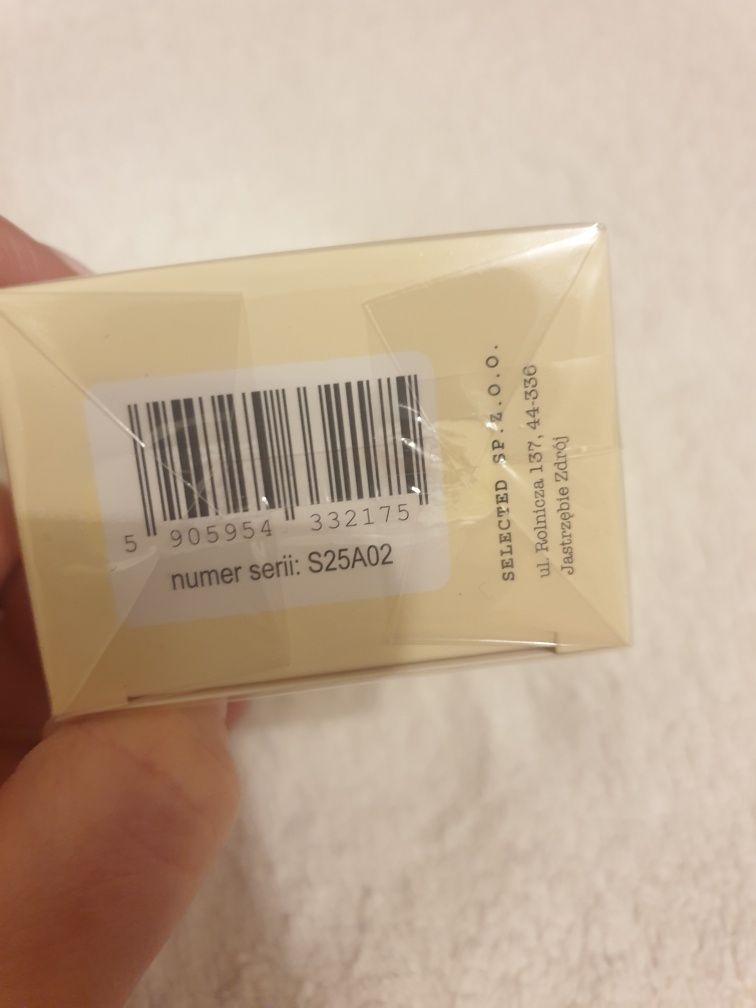 5 905954 332175
numer serii: S25A02
SELECTED SP.z.o.o.
ul. Rolnicza 137, 44-336
Jastrzębie Zdrój